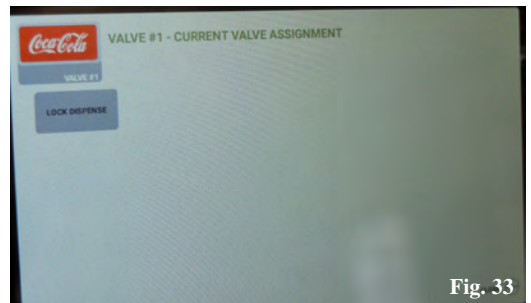 Coca-Cola
VALVE #1 - CURRENT VALVE ASSIGNMENT
VALVE #1
LOCK DISPENSE
Fig. 33